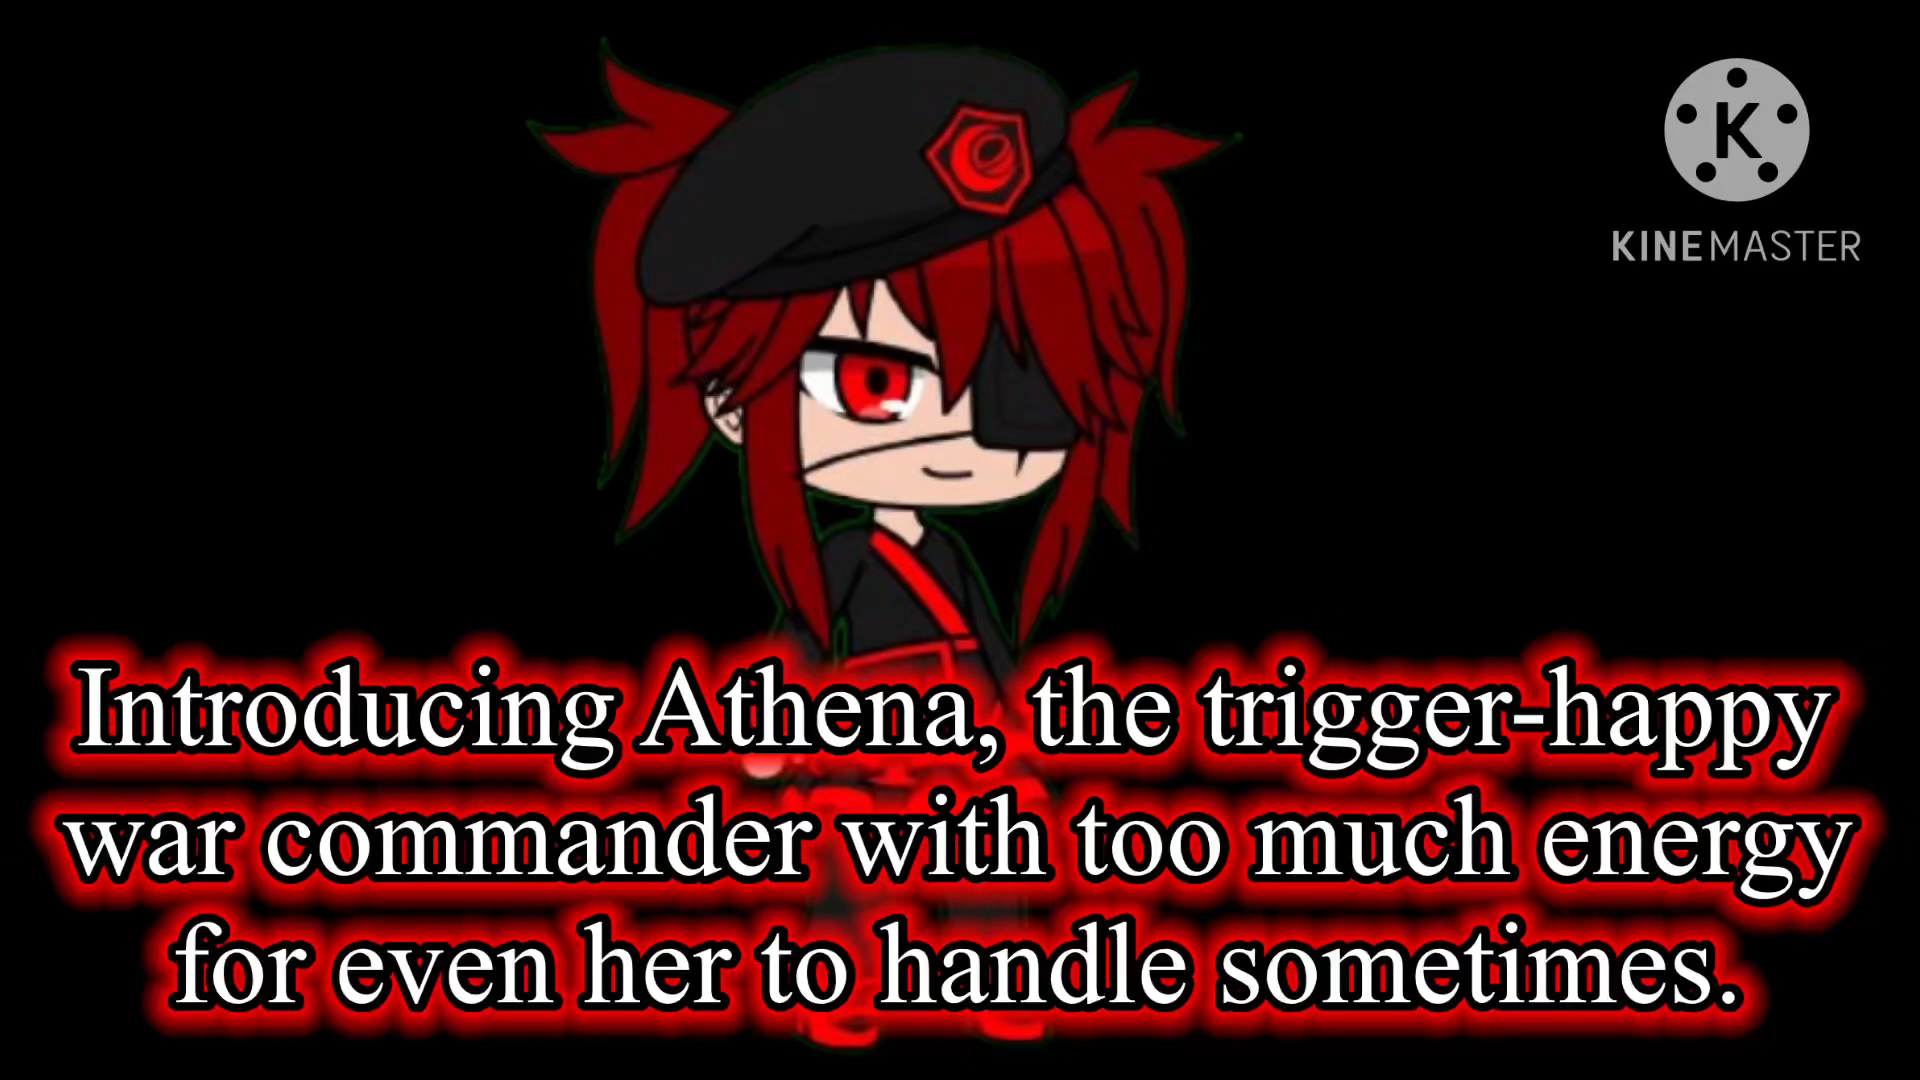 K
KINEMASTER
Introducing Athena, the trigger-happy
war commander with too much energy
for even her to handle sometimes.